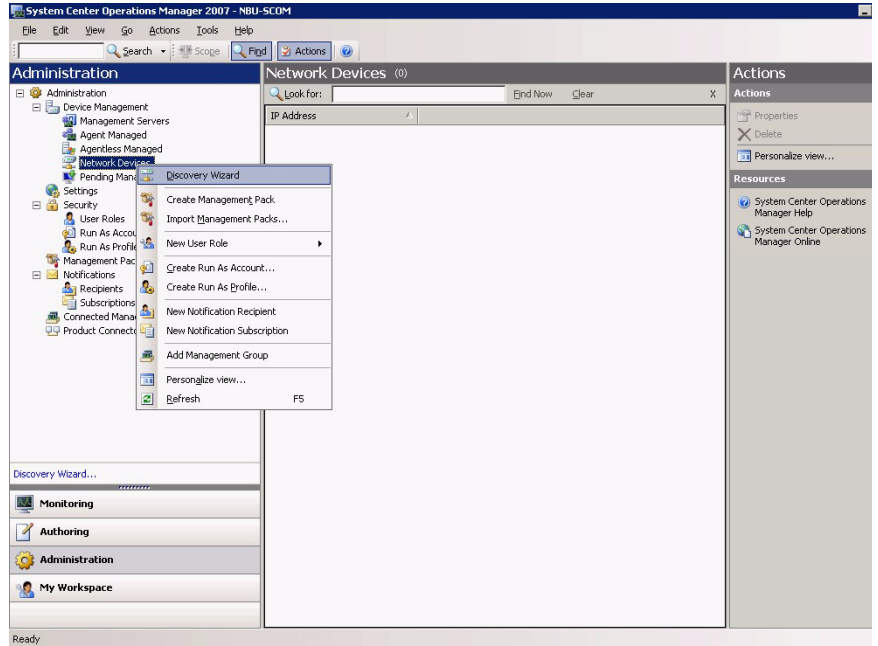 System Center Operations Manager 2007 - NBU-SCOM
File Edit View Go Actions Tools Help
Search Scope Find Actions
Administration
Administration
Device Management
Management Servers
Agent Managed
Agentless Managed
Network Devices
Pending Mana
Settings
Security
User Roles
Run As Accou
Run As Profile
Management Pac
Notifications
Recipients
Subscriptions
Connected Mana
Product Connecto
Discovery Wizard
Create Management Pack
Import Management Packs...
New User Role
Create Run As Account...
Create Run As Profile...
New Notification Recipient
New Notification Subscription
Add Management Group
Personalize view...
Refresh F5
Discovery Wizard...
Monitoring
Authoring
Administration
My Workspace
Network Devices (0)
Look for: Find Now Clear X
IP Address
Actions
Actions
Properties
Delete
Personalize view...
Resources
System Center Operations
Manager Help
System Center Operations
Manager Online
Ready